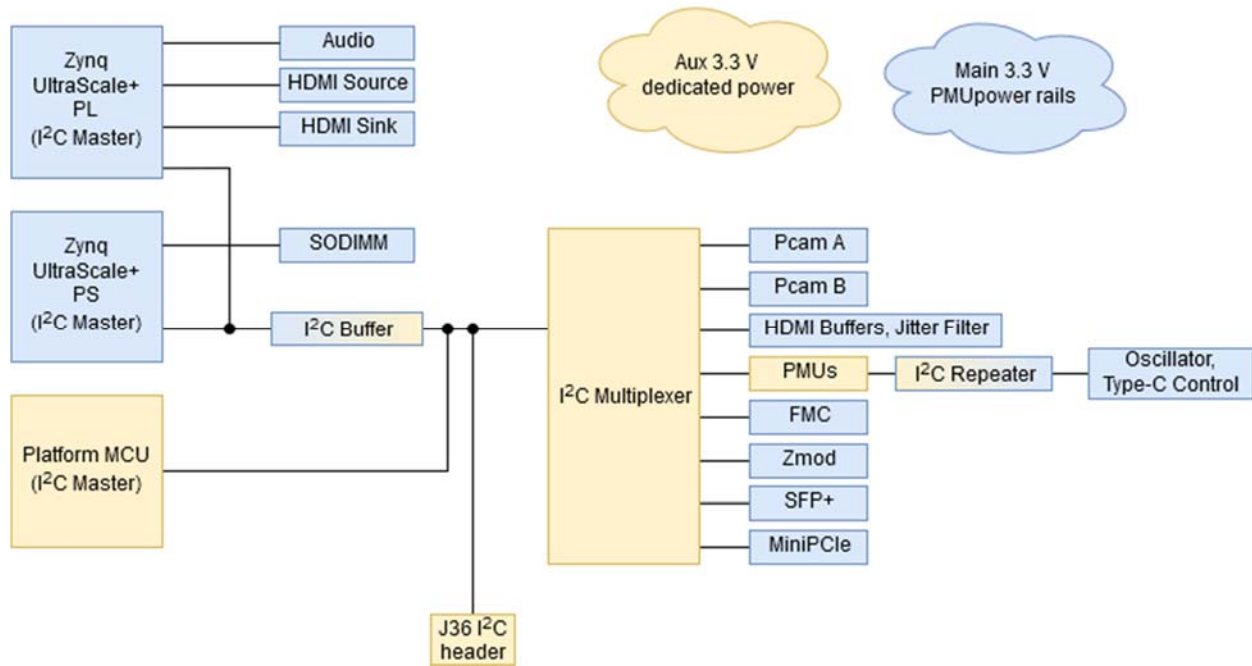 Zynq
UltraScale+
PL
(I²C Master)
Audio
HDMI Source
HDMI Sink
Aux 3.3 V
dedicated power
Main 3.3 V
PMUpower rails
Zynq
UltraScale+
PS
(I²C Master)
SODIMM
I²C Buffer
Platform MCU
(I²C Master)
J36 I²C
header
I²C Multiplexer
Pcam A
Pcam B
HDMI Buffers, Jitter Filter
PMUs
I²C Repeater
Oscillator,
Type-C Control
FMC
Zmod
SFP+
MiniPCIe